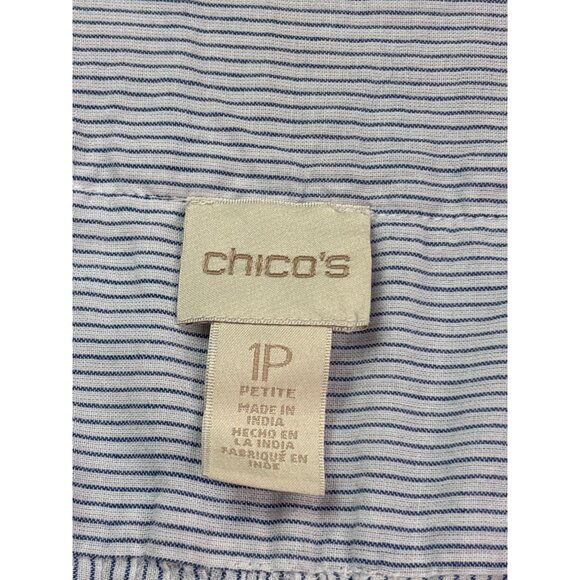 chico's
1P
PETITE
MADE IN
INDIA
HECHO EN
LA INDIA
FABRIQUÉ EN
INDE